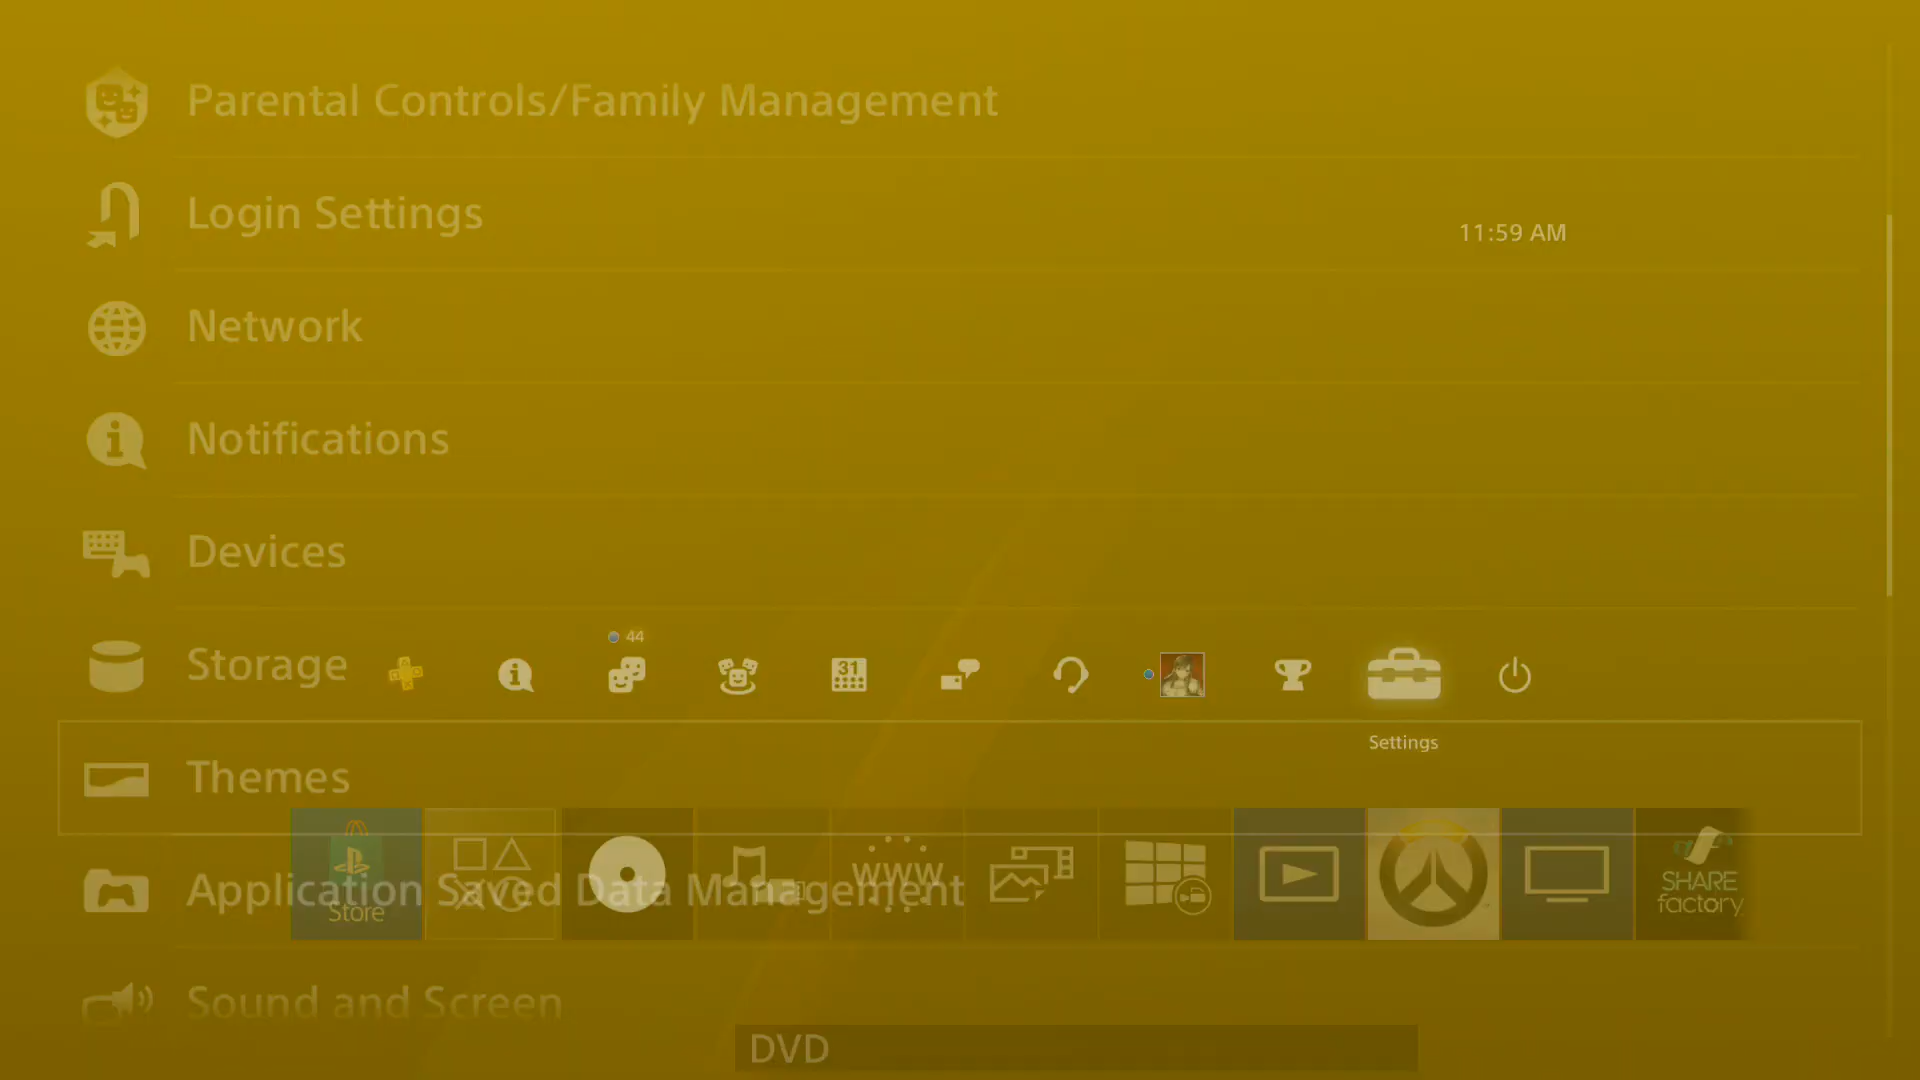 Parental Controls/Family Management
Login Settings
11:59 AM
Network
Notifications
Devices
44
Storage
31
Settings
Themes
WWW
Application Saved Data Management
Store
SHARE
factory
Sound and Screen
DVD